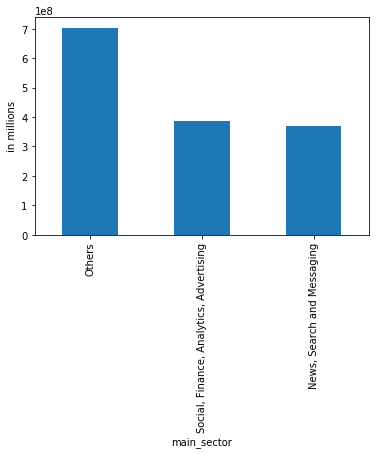 1e8
7
6
5
4
3
2
1
0
in millions
Others
Social, Finance, Analytics, Advertising
News, Search and Messaging
main_sector